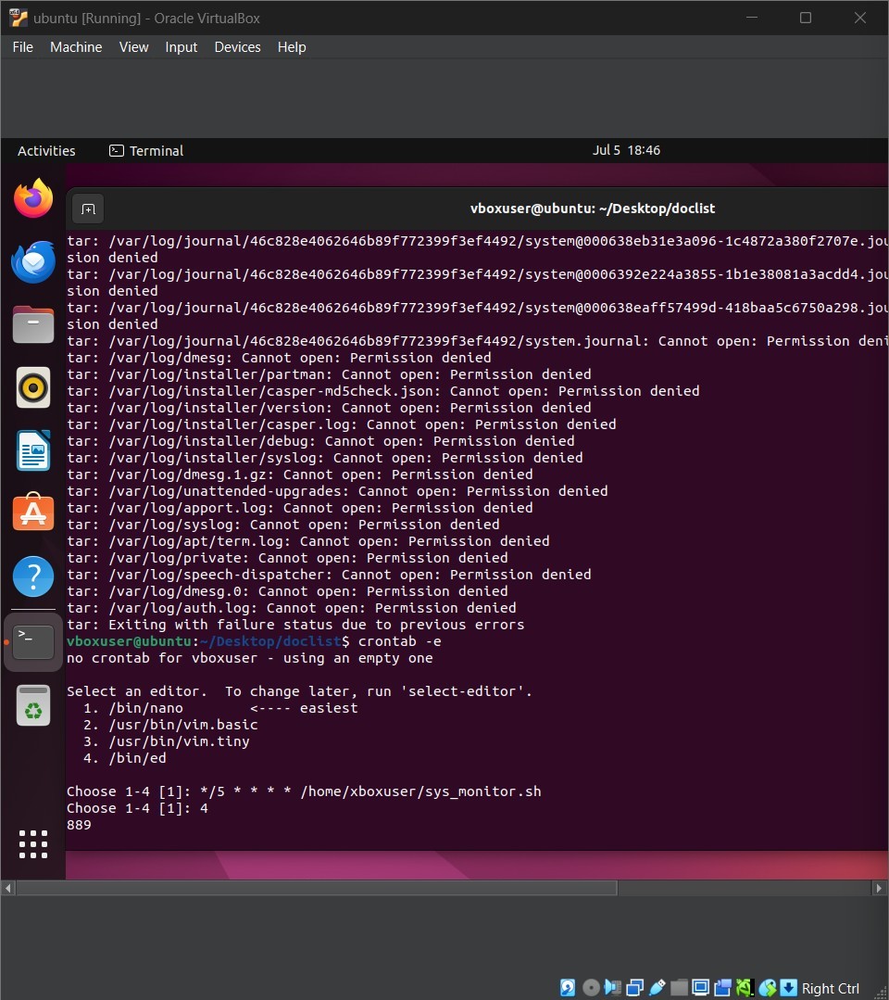 ubuntu [Running] - Oracle VirtualBox
File Machine View Input Devices Help
Activities Terminal Jul 5 18:46
vboxuser@ubuntu: ~/Desktop/doclist
tar: /var/log/journal/46c828e4062646b89f772399f3ef4492/system@000638eb31e3a096-1c4872a380f2707e.jou
sion denied
tar: /var/log/journal/46c828e4062646b89f772399f3ef4492/system@0006392e224a3855-1b1e38081a3acdd4.jou
sion denied
tar: /var/log/journal/46c828e4062646b89f772399f3ef4492/system@000638eaff57499d-418baa5c6750a298.jou
sion denied
tar: /var/log/journal/46c828e4062646b89f772399f3ef4492/system.journal: Cannot open: Permission deni
tar: /var/log/dmesg: Cannot open: Permission denied
tar: /var/log/installer/partman: Cannot open: Permission denied
tar: /var/log/installer/casper-md5check.json: Cannot open: Permission denied
tar: /var/log/installer/version: Cannot open: Permission denied
tar: /var/log/installer/casper.log: Cannot open: Permission denied
tar: /var/log/installer/debug: Cannot open: Permission denied
tar: /var/log/installer/syslog: Cannot open: Permission denied
tar: /var/log/dmesg.1.gz: Cannot open: Permission denied
tar: /var/log/unattended-upgrades: Cannot open: Permission denied
tar: /var/log/apport.log: Cannot open: Permission denied
tar: /var/log/syslog: Cannot open: Permission denied
tar: /var/log/apt/term.log: Cannot open: Permission denied
tar: /var/log/private: Cannot open: Permission denied
tar: /var/log/speech-dispatcher: Cannot open: Permission denied
tar: /var/log/dmesg.0: Cannot open: Permission denied
tar: /var/log/auth.log: Cannot open: Permission denied
tar: Exiting with failure status due to previous errors
vboxuser@ubuntu:~/Desktop/doclist$ crontab -e
no crontab for vboxuser - using an empty one
Select an editor.  To change later, run 'select-editor'.
  1. /bin/nano        <---- easiest
  2. /usr/bin/vim.basic
  3. /usr/bin/vim.tiny
  4. /bin/ed
Choose 1-4 [1]: */5 * * * * /home/xboxuser/sys_monitor.sh
Choose 1-4 [1]: 4
889
Right Ctrl